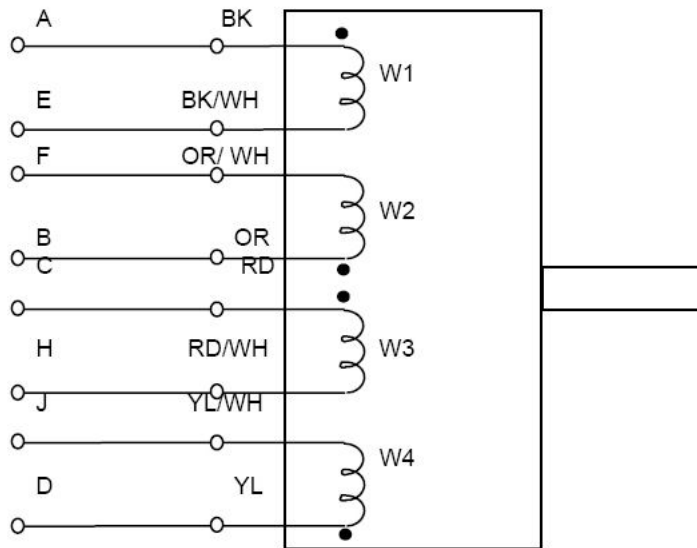 A BK
W1
E BK/WH
F OR/ WH
W2
B OR
C RD
H RD/WH W3
J YL/WH
W4
D YL